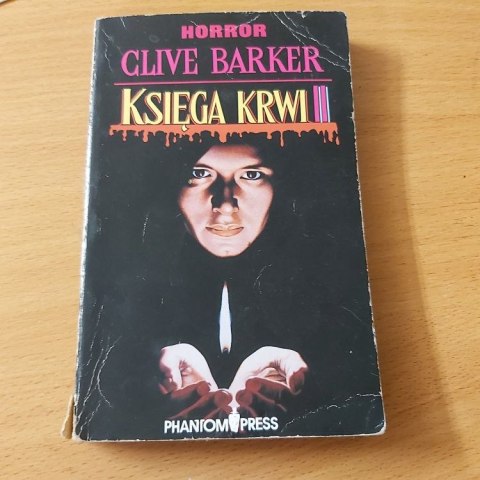 HORROR
CLIVE BARKER
KSIĘGA KRWI II
PHANTOM PRESS